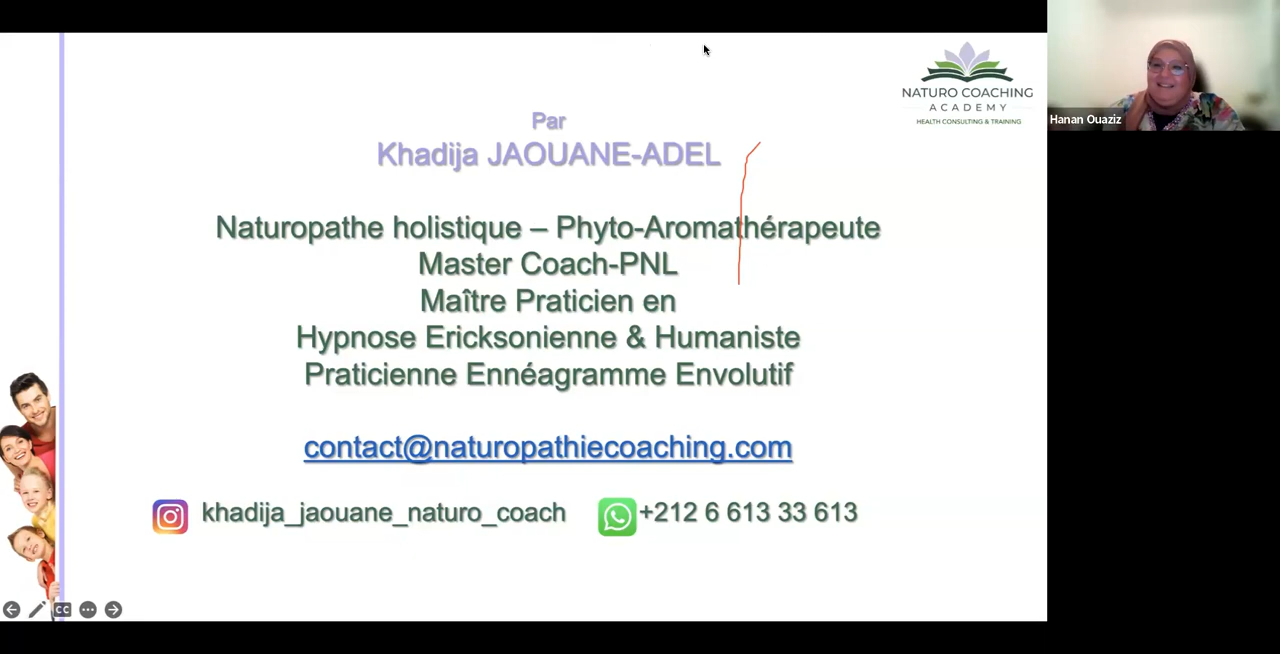 NATURO COACHING
ACADEMY
HEALTH CONSULTING & TRAINING
Hanan Ouaziz
Par
Khadija JAOUANE-ADEL
Naturopathe holistique – Phyto-Aromathérapeute
Master Coach-PNL
Maître Praticien en
Hypnose Ericksonienne & Humaniste
Praticienne Ennéagramme Envolutif
contact@naturopathiecoaching.com
khadija_jaouane_naturo_coach
+212 6 613 33 613
CC